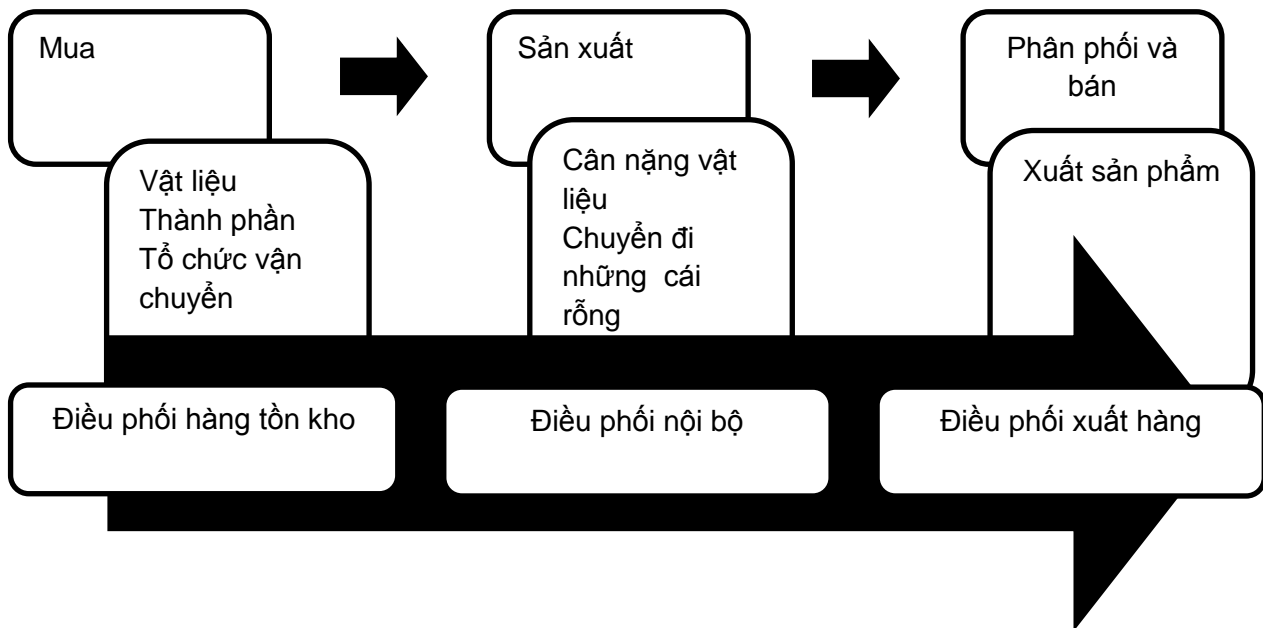 Mua
Sản xuất
Phân phối và
bán
Vật liệu
Thành phần
Tổ chức vận
chuyển
Cân nặng vật
liệu
Chuyển đi
những cái
rỗng
Xuất sản phẩm
Điều phối hàng tồn kho
Điều phối nội bộ
Điều phối xuất hàng